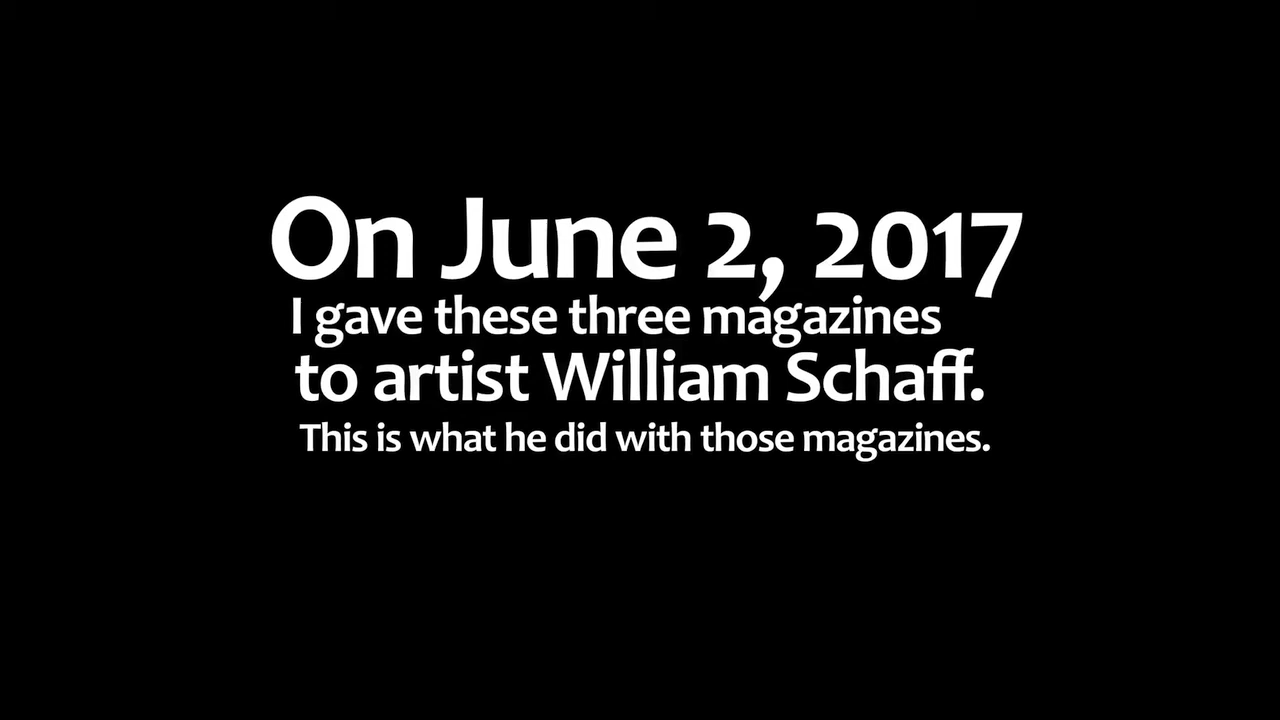 On June 2, 2017
I gave these three magazines
to artist William Schaff.
This is what he did with those magazines.